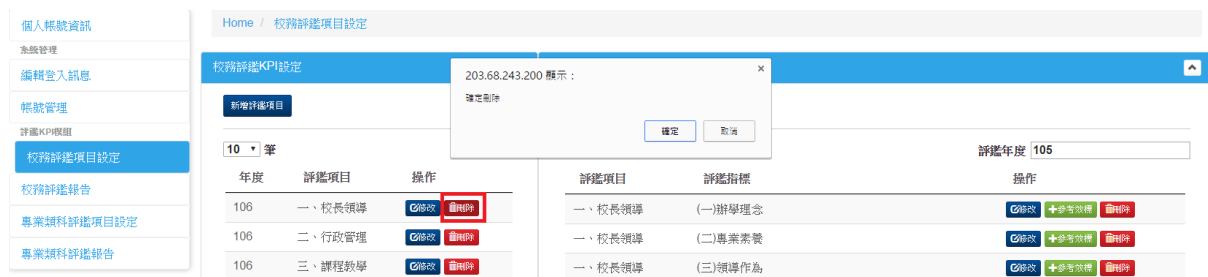 個人帳號資訊
系統管理
編輯登入訊息
帳號管理
評鑑KPI模組
校務評鑑項目設定
校務評鑑報告
專業類科評鑑項目設定
專業類科評鑑報告
Home / 校務評鑑項目設定
校務評鑑KPI設定
203.68.243.200 顯示：
×
確定刪除
確定 取消
新增評鑑項目
10 筆
年度 評鑑項目 操作
106 一、校長領導 修改 刪除
106 二、行政管理 修改 刪除
106 三、課程教學 修改 刪除
評鑑年度 105
評鑑項目 評鑑指標 操作
一、校長領導 (一)辦學理念 修改 +參考效標 刪除
一、校長領導 (二)專業素養 修改 +參考效標 刪除
一、校長領導 (三)領導作為 修改 +參考效標 刪除